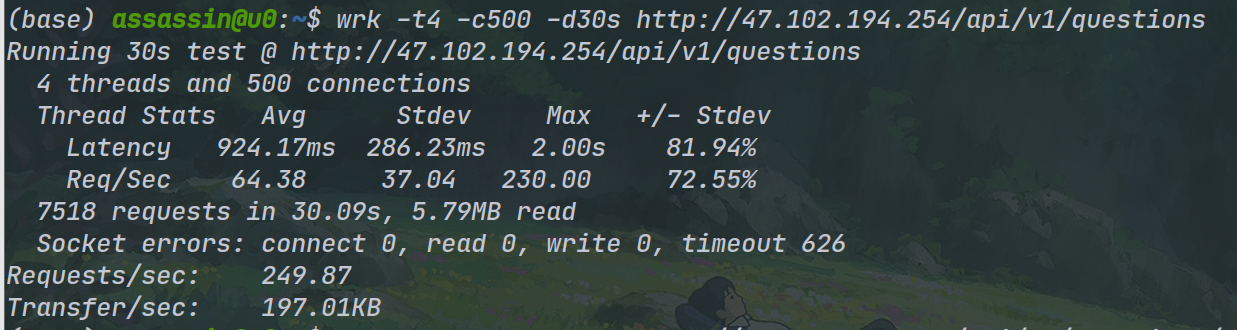 (base) assassin@u0:~$ wrk -t4 -c500 -d30s http://47.102.194.254/api/v1/questions
Running 30s test @ http://47.102.194.254/api/v1/questions
  4 threads and 500 connections
  Thread Stats   Avg      Stdev     Max   +/- Stdev
    Latency   924.17ms  286.23ms   2.00s    81.94%
    Req/Sec    64.38     37.04   230.00     72.55%
  7518 requests in 30.09s, 5.79MB read
  Socket errors: connect 0, read 0, write 0, timeout 626
Requests/sec:    249.87
Transfer/sec:    197.01KB